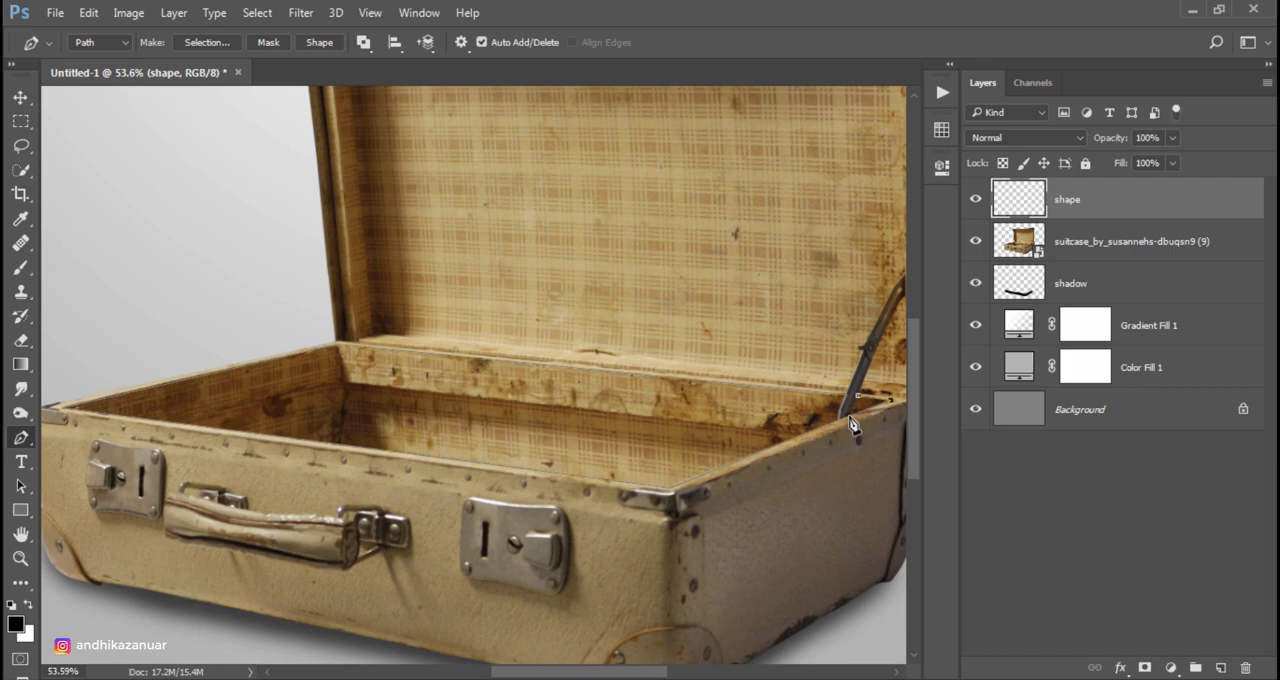 Ps File Edit Image Layer Type Select Filter 3D View Window Help
Path Make: Selection... Mask Shape Auto Add/Delete Align Edges
Untitled-1 @ 53.6% (shape, RGB/8) * ×
Layers Channels
Kind
Normal Opacity: 100%
Lock: Fill: 100%
shape
suitcase_by_susannehs-dbuqsn9 (9)
shadow
Gradient Fill 1
Color Fill 1
Background
andhikazanuar
53.59% Doc: 17.2M/15.4M